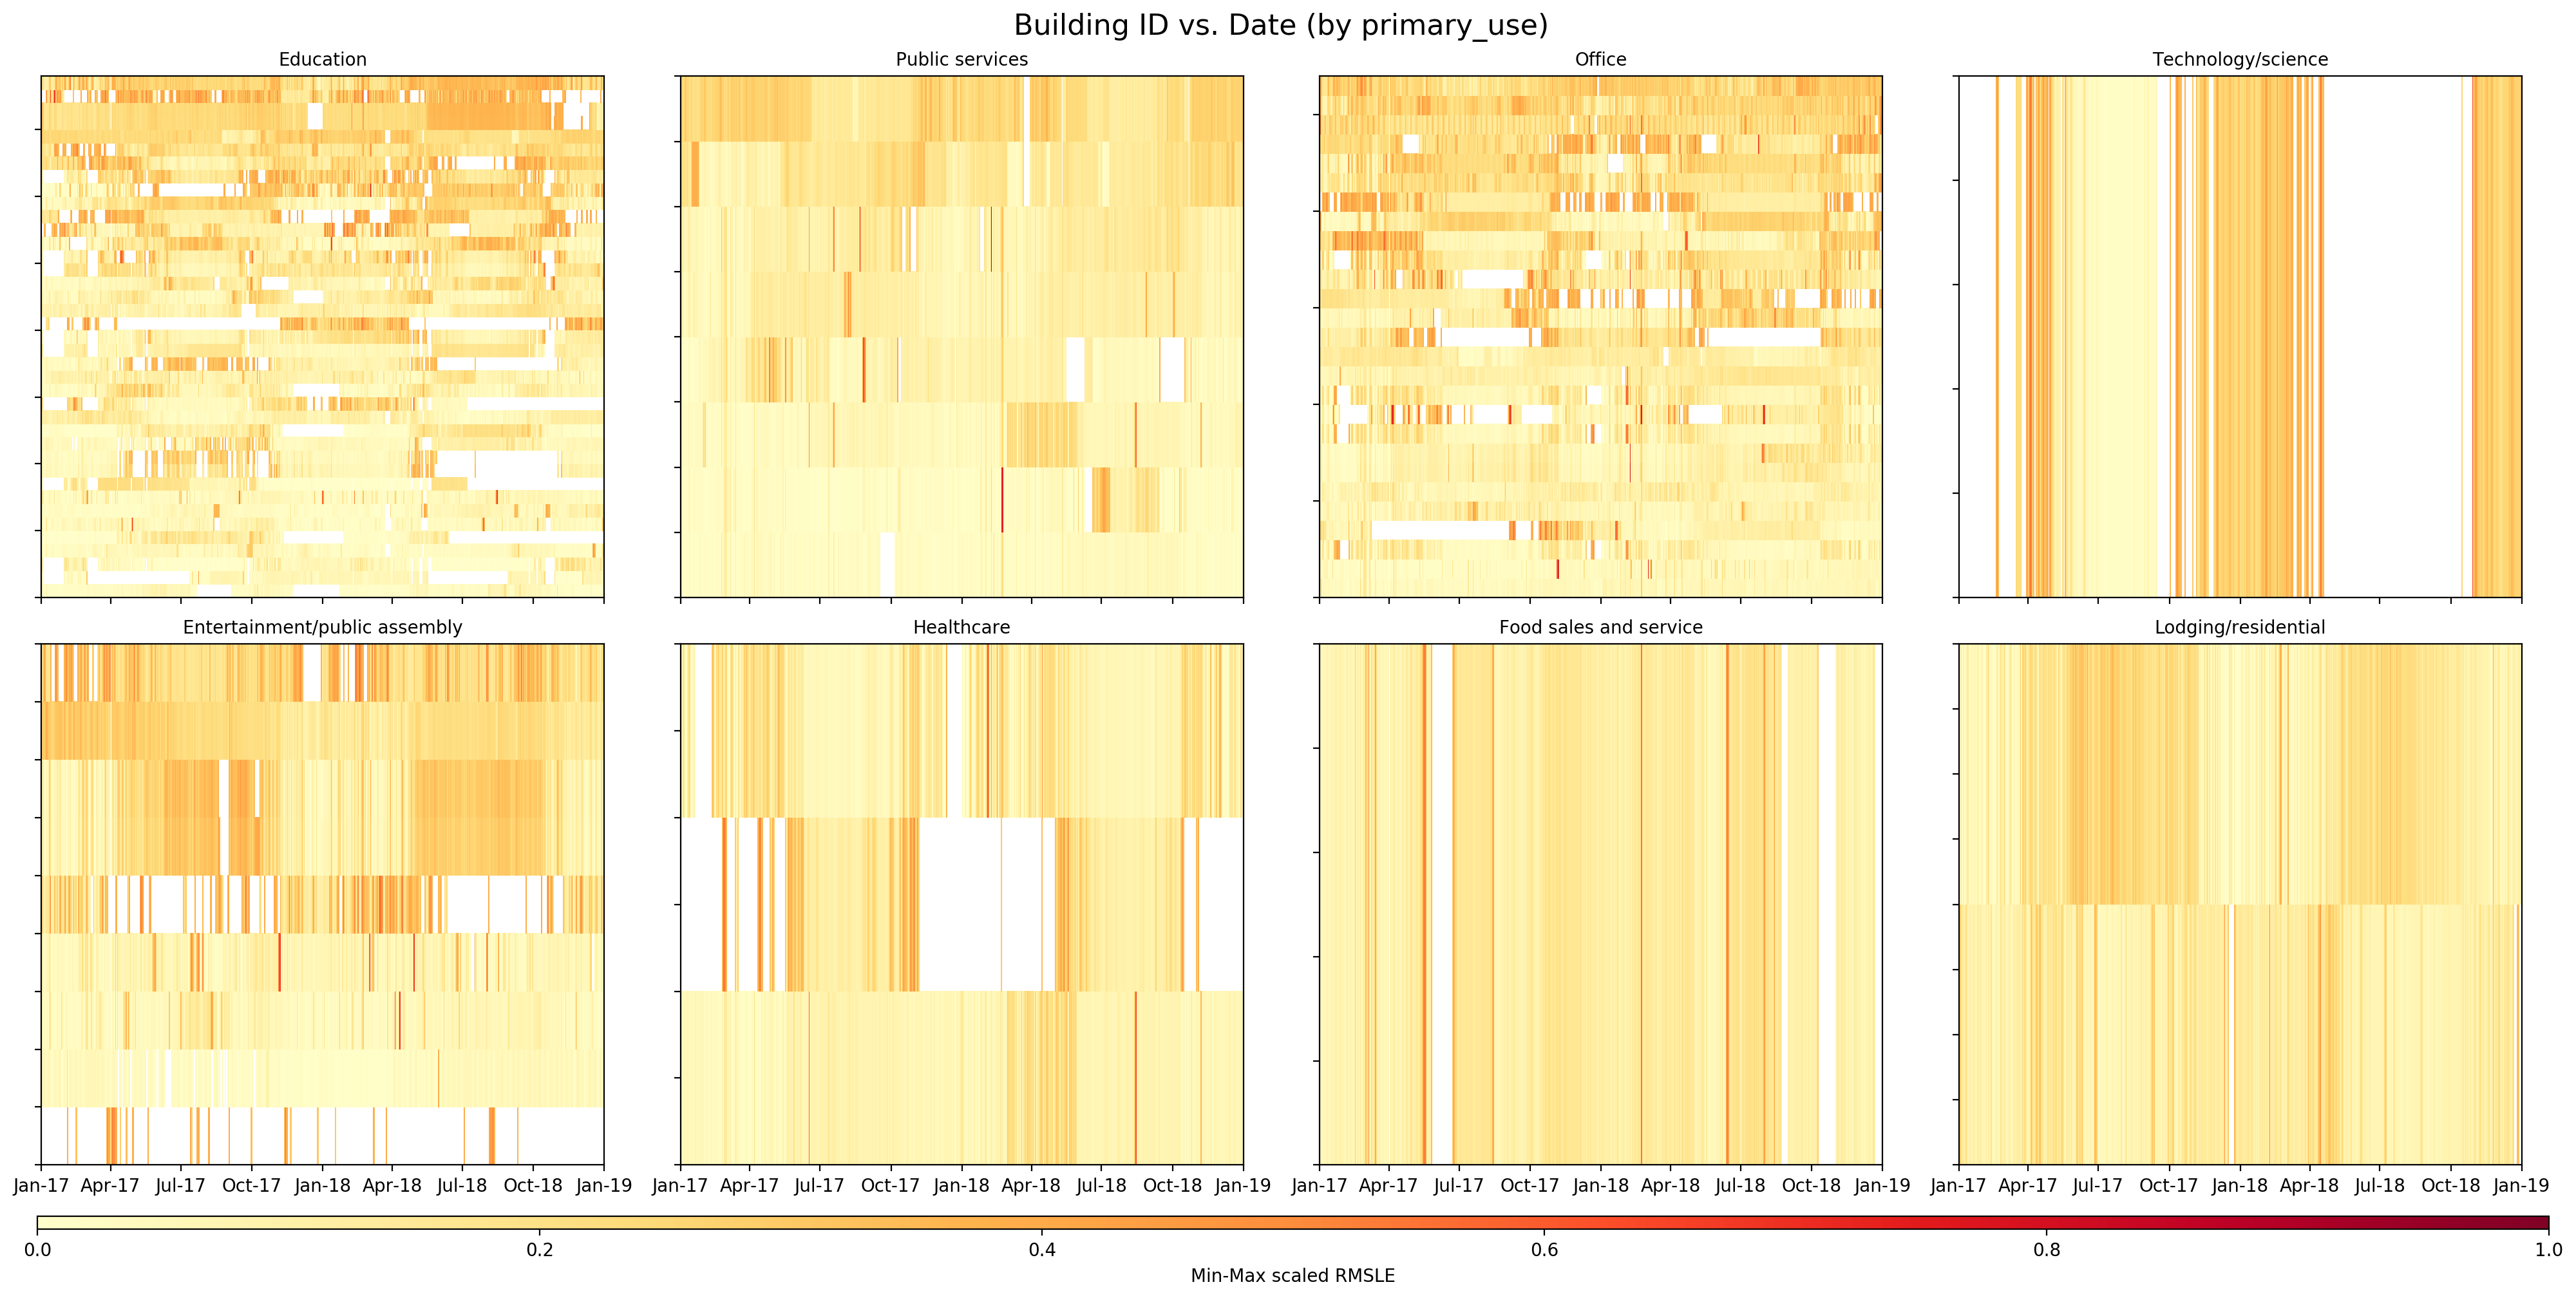 Building ID vs. Date (by primary_use)
Education
Public services
Office
Technology/science
Entertainment/public assembly
Healthcare
Food sales and service
Lodging/residential
Jan-17 Apr-17 Jul-17 Oct-17 Jan-18 Apr-18 Jul-18 Oct-18 Jan-19
Jan-17 Apr-17 Jul-17 Oct-17 Jan-18 Apr-18 Jul-18 Oct-18 Jan-19
Jan-17 Apr-17 Jul-17 Oct-17 Jan-18 Apr-18 Jul-18 Oct-18 Jan-19
Jan-17 Apr-17 Jul-17 Oct-17 Jan-18 Apr-18 Jul-18 Oct-18 Jan-19
0.0 0.2 0.4 0.6 0.8 1.0
Min-Max scaled RMSLE